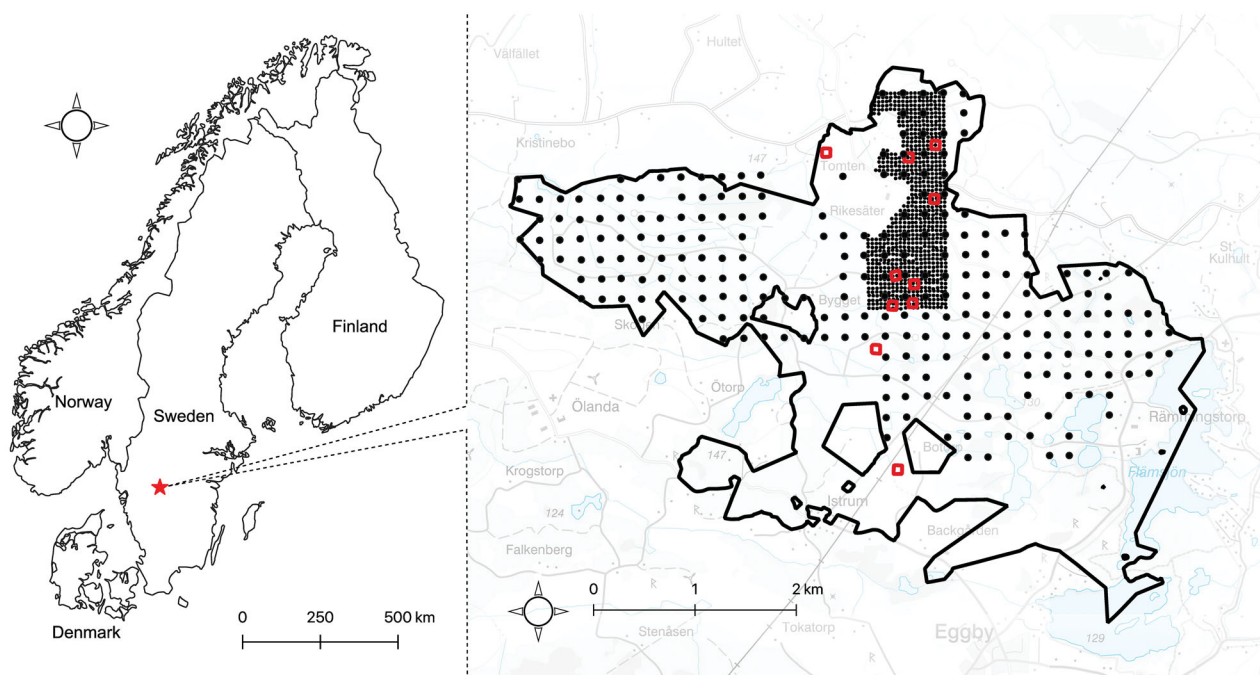 Norway
Sweden
Finland
Denmark
0 250 500 km
Välfället
Hultet
Kristinebo
147
Tomten
Rikesäter
St.
Kulhult
Bygget
Ötorp
Ölanda
30
Rämningstorp
Krogstorp
147
Flämsjön
Istrum
124
Backgården
Falkenberg
R
R
R
R
0 1 2 km
Stenåsen
Tokatorp
Eggby
129
R